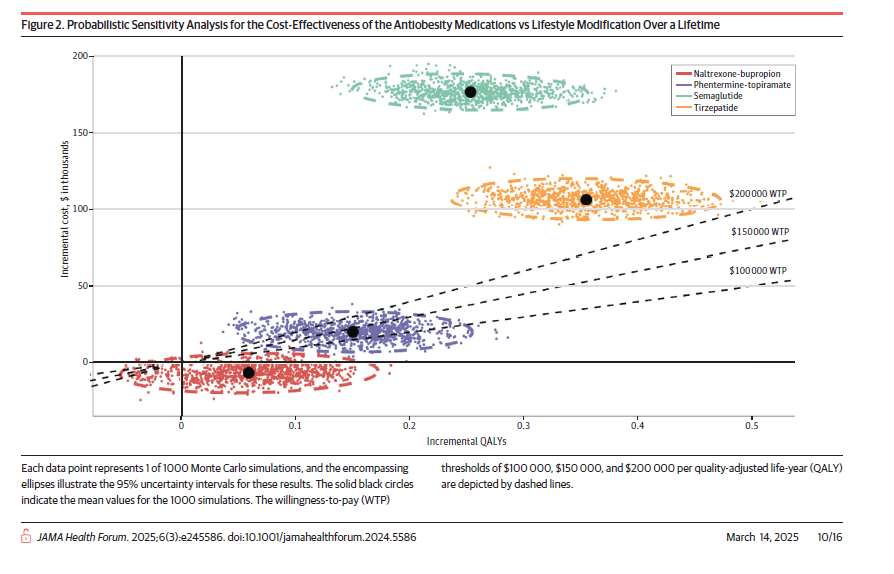 Figure 2. Probabilistic Sensitivity Analysis for the Cost-Effectiveness of the Antiobesity Medications vs Lifestyle Modification Over a Lifetime
200
150
100
50
0
Incremental cost, $ in thousands
Naltrexone-bupropion
Phentermine-topiramate
Semaglutide
Tirzepatide
$200000 WTP
$150000 WTP
$100000 WTP
0
0.1
0.2
0.3
0.4
0.5
Incremental QALYs
Each data point represents 1 of 1000 Monte Carlo simulations, and the encompassing
ellipses illustrate the 95% uncertainty intervals for these results. The solid black circles
indicate the mean values for the 1000 simulations. The willingness-to-pay (WTP)
thresholds of $100 000, $150 000, and $200 000 per quality-adjusted life-year (QALY)
are depicted by dashed lines.
JAMA Health Forum. 2025;6(3):e245586. doi:10.1001/jamahealthforum.2024.5586
March 14, 2025 10/16